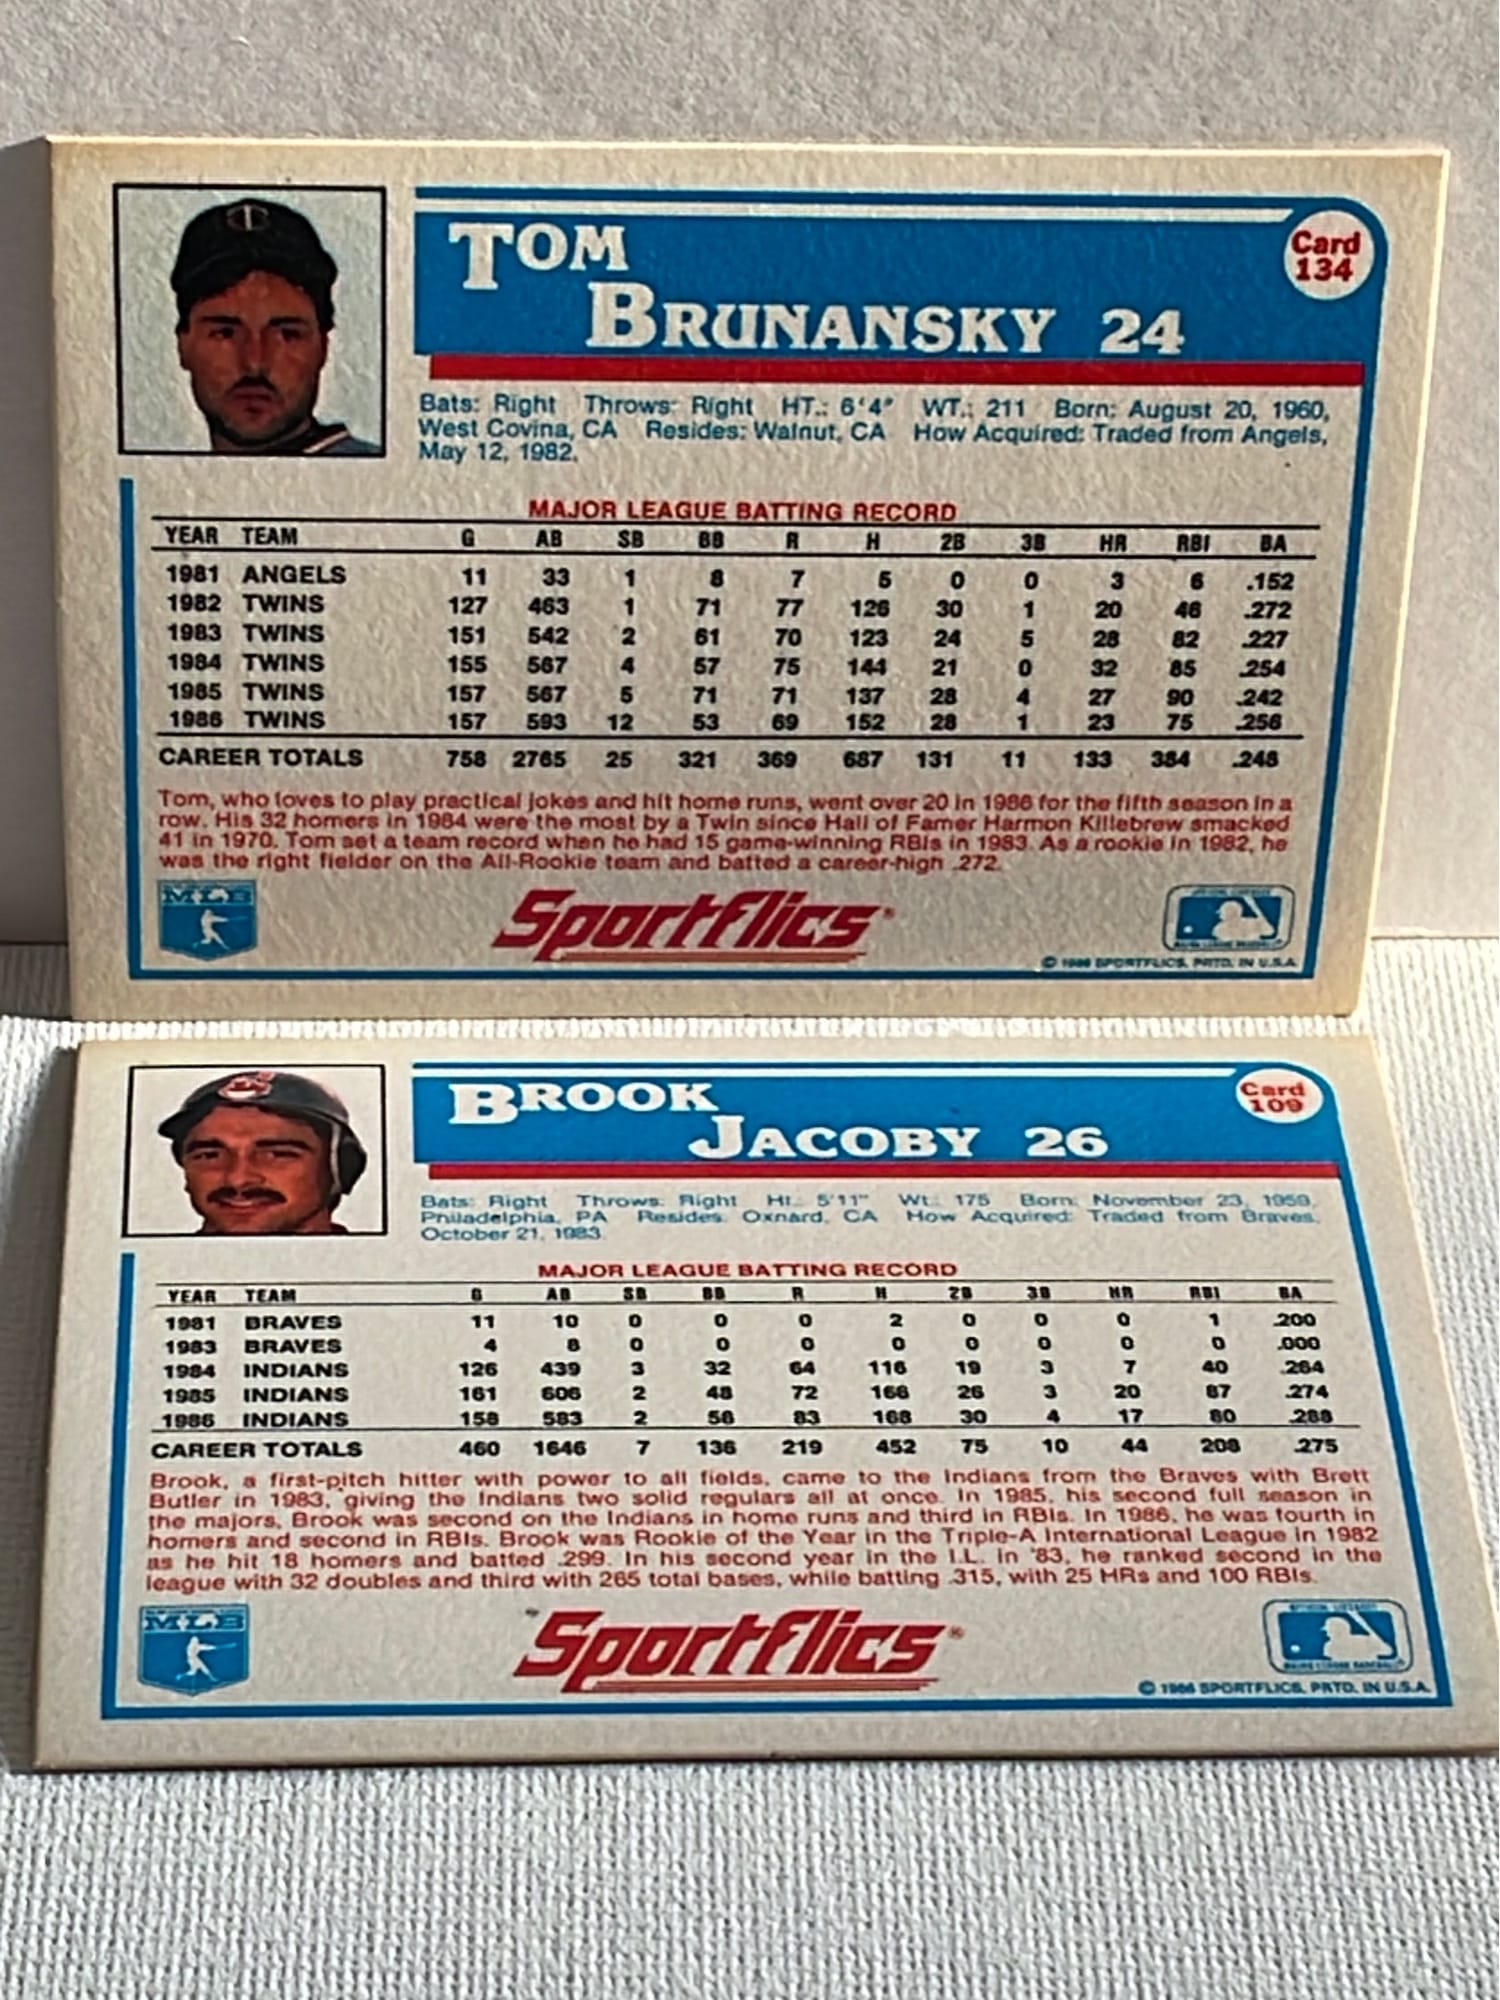 TOM
BRUNANSKY 24
Card
134
Bats: Right Throws: Right HT.: 6'4" WT.: 211 Born: August 20, 1960,
West Covina, CA Resides: Walnut, CA How Acquired: Traded from Angels,
May 12, 1982.
MAJOR LEAGUE BATTING RECORD
YEAR TEAM G AB SB BB R H 2B 3B HR RBI BA
1981 ANGELS 11 33 1 8 7 5 0 0 3 6 .152
1982 TWINS 127 463 1 71 77 126 30 1 20 46 .272
1983 TWINS 151 542 2 61 70 123 24 5 28 82 .227
1984 TWINS 155 567 4 57 75 144 21 0 32 85 .254
1985 TWINS 157 567 5 71 71 137 28 4 27 90 .242
1986 TWINS 157 593 12 53 69 152 28 1 23 75 .256
CAREER TOTALS 758 2765 25 321 369 687 131 11 133 384 .248
Tom, who loves to play practical jokes and hit home runs, went over 20 in 1986 for the fifth season in a
row. His 32 homers in 1984 were the most by a Twin since Hall of Famer Harmon Killebrew smacked
41 in 1970. Tom set a team record when he had 15 game-winning RBIs in 1983. As a rookie in 1982, he
was the right fielder on the All-Rookie team and batted a career-high .272.
MLB
Sportflics®
© 1986 SPORTFLICS, PRTD. IN U.S.A.
BROOK
JACOBY 26
Card
109
Bats: Right Throws: Right Ht.: 5'11" Wt.: 175 Born: November 23, 1959,
Philadelphia, PA Resides: Oxnard, CA How Acquired: Traded from Braves,
October 21, 1983.
MAJOR LEAGUE BATTING RECORD
YEAR TEAM G AB SB BB R H 2B 3B HR RBI BA
1981 BRAVES 11 10 0 0 0 2 0 0 0 1 .200
1983 BRAVES 4 8 0 0 0 0 0 0 0 0 .000
1984 INDIANS 126 439 3 32 64 116 19 3 7 40 .264
1985 INDIANS 161 606 2 48 72 166 26 3 20 87 .274
1986 INDIANS 158 583 2 56 83 168 30 4 17 80 .288
CAREER TOTALS 460 1646 7 136 219 452 75 10 44 208 .275
Brook, a first-pitch hitter with power to all fields, came to the Indians from the Braves with Brett
Butler in 1983, giving the Indians two solid regulars all at once. In 1985, his second full season in
the majors, Brook was second on the Indians in home runs and third in RBIs. In 1986, he was fourth in
homers and second in RBIs. Brook was Rookie of the Year in the Triple-A International League in 1982
as he hit 18 homers and batted .299. In his second year in the I.L. in '83, he ranked second in the
league with 32 doubles and third with 265 total bases, while batting .315, with 25 HRs and 100 RBIs.
MLB
Sportflics®
© 1986 SPORTFLICS, PRTD. IN U.S.A.